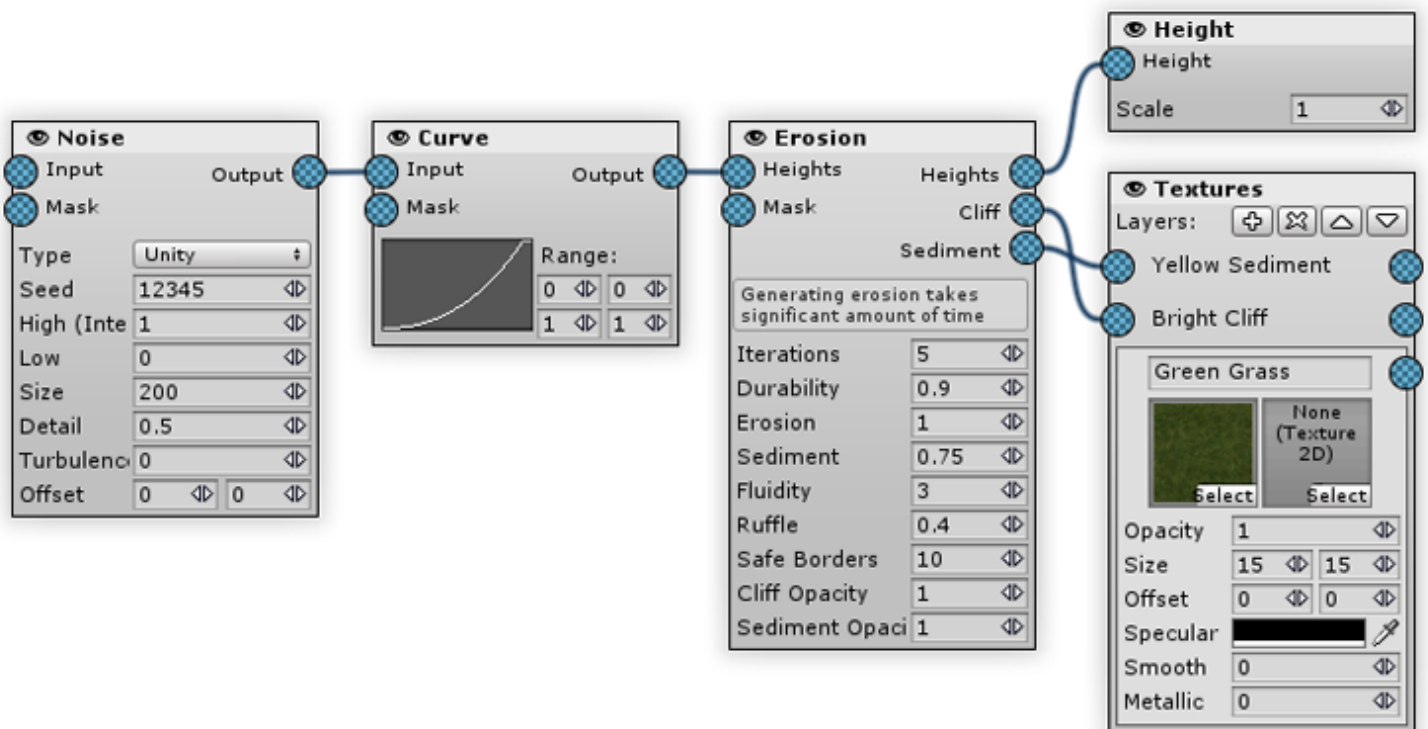 Noise
Input Output
Mask
Type Unity
Seed 12345
High (Inte 1
Low 0
Size 200
Detail 0.5
Turbulenc 0
Offset 0 0
Curve
Input Output
Mask
Range:
0 0
1 1
Erosion
Heights Heights
Mask Cliff
Sediment
Generating erosion takes
significant amount of time
Iterations 5
Durability 0.9
Erosion 1
Sediment 0.75
Fluidity 3
Ruffle 0.4
Safe Borders 10
Cliff Opacity 1
Sediment Opaci 1
Height
Height
Scale 1
Textures
Layers:
Yellow Sediment
Bright Cliff
Green Grass
None
(Texture
2D)
Select Select
Opacity 1
Size 15 15
Offset 0 0
Specular
Smooth 0
Metallic 0